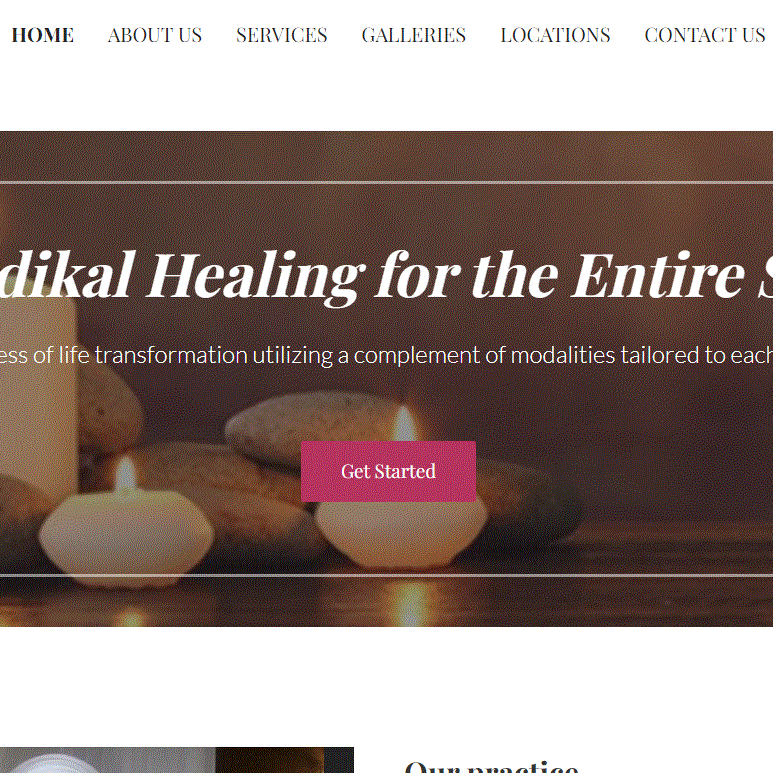 HOME ABOUT US SERVICES GALLERIES LOCATIONS CONTACT US
dikal Healing for the Entire S
ess of life transformation utilizing a complement of modalities tailored to each
Get Started
Our practice